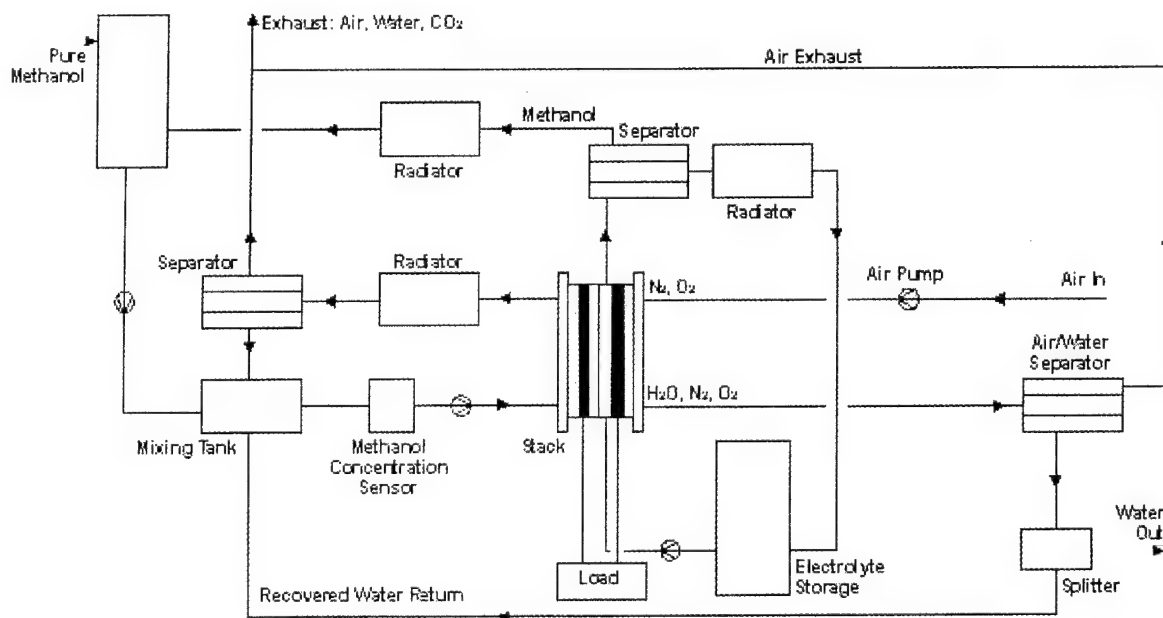 Exhaust: Air, Water, CO₂
Pure
Methanol
Air Exhaust
Methanol
Radiator
Separator
Radiator
Separator
Radiator
N₂, O₂
Air Pump
Air In
Air/Water
Separator
H₂O, N₂, O₂
Mixing Tank
Methanol
Concentration
Sensor
Stack
Water
Out
Load
Electrolyte
Storage
Splitter
Recovered Water Return